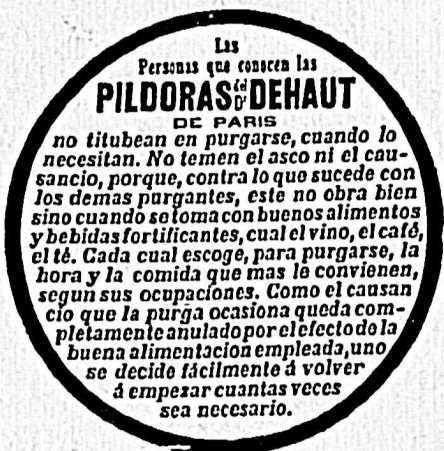 Las
Personas que conocen las
PILDORAS del Dr DEHAUT
DE PARIS
no titubean en purgarse, cuando lo
necesitan. No temen el asco ni el cau-
sancio, porque, contra lo que sucede con
los demas purgantes, este no obra bien
sino cuando se toma con buenos alimentos
y bebidas fortificantes, cual el vino, el café,
el té. Cada cual escoge, para purgarse, la
hora y la comida que mas le convienen,
segun sus ocupaciones. Como el causan
cio que la purga ocasiona queda com-
pletamente anulado por el efecto de la
buena alimentacion empleada, uno
se decide fácilmente á volver
á empezar cuantas veces
sea necesario.